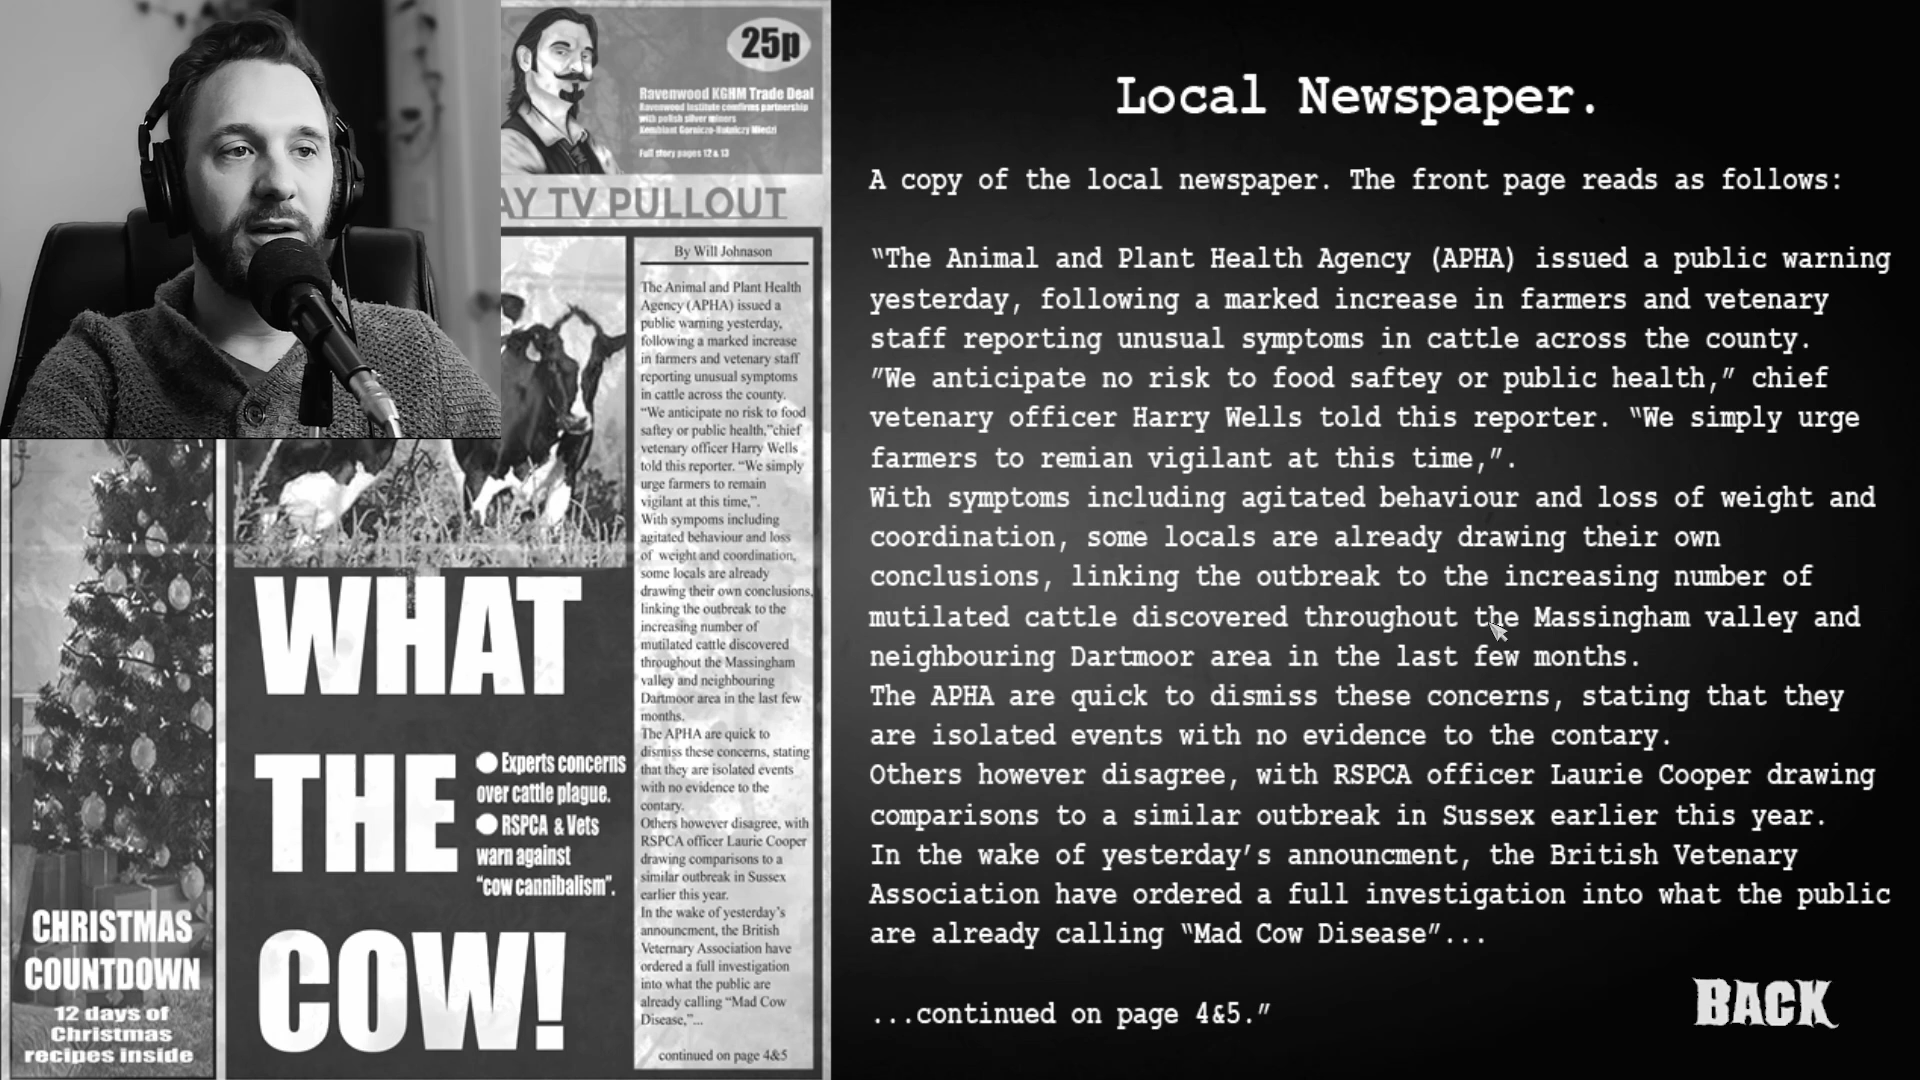 25p
Ravenwood KGHM Trade Deal
Ravenwood Institute comfirms partnership
with polish silver miners
Kombiant Gorniczo-Hutniczy Miedzi
Full story pages 12 & 13
AY TV PULLOUT
By Will Johnason
The Animal and Plant Health
Agency (APHA) issued a
public warning yesterday,
following a marked increase
in farmers and vetenary staff
reporting unusual symptoms
in cattle across the county.
“We anticipate no risk to food
saftey or public health,”chief
vetenary officer Harry Wells
told this reporter. “We simply
urge farmers to remain
vigilant at this time,”.
With sympoms including
agitated behaviour and loss
of weight and coordination,
some locals are already
drawing their own conclusions,
linking the outbreak to the
increasing number of
mutilated cattle discovered
throughout the Massingham
valley and neighbouring
Dartmoor area in the last few
months.
The APHA are quick to
dismiss these concerns, stating
that they are isolated events
with no evidence to the
contary.
Others however disagree, with
RSPCA officer Laurie Cooper
drawing comparisons to a
similar outbreak in Sussex
earlier this year.
In the wake of yesterday’s
announcment, the British
Veternary Association have
ordered a full investigation
into what the public are
already calling “Mad Cow
Disease,”...
continued on page 4&5
WHAT
THE
COW!
● Experts concerns
over cattle plague.
● RSPCA & Vets
warn against
“cow cannibalism”.
CHRISTMAS
COUNTDOWN
12 days of
Christmas
recipes inside
Local Newspaper.
A copy of the local newspaper. The front page reads as follows:
“The Animal and Plant Health Agency (APHA) issued a public warning
yesterday, following a marked increase in farmers and vetenary
staff reporting unusual symptoms in cattle across the county.
”We anticipate no risk to food saftey or public health,” chief
vetenary officer Harry Wells told this reporter. “We simply urge
farmers to remian vigilant at this time,”.
With symptoms including agitated behaviour and loss of weight and
coordination, some locals are already drawing their own
conclusions, linking the outbreak to the increasing number of
mutilated cattle discovered throughout the Massingham valley and
neighbouring Dartmoor area in the last few months.
The APHA are quick to dismiss these concerns, stating that they
are isolated events with no evidence to the contary.
Others however disagree, with RSPCA officer Laurie Cooper drawing
comparisons to a similar outbreak in Sussex earlier this year.
In the wake of yesterday’s announcment, the British Vetenary
Association have ordered a full investigation into what the public
are already calling “Mad Cow Disease”...
...continued on page 4&5.”
BACK